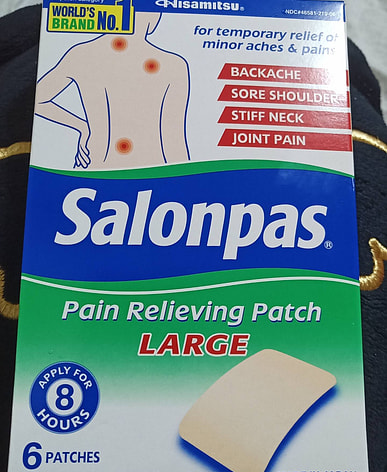 WORLD'S
BRAND No.1
Hisamitsu®
for temporary relief of
minor aches & pains
BACKACHE
SORE SHOULDER
STIFF NECK
JOINT PAIN
Salonpas®
Pain Relieving Patch
LARGE
APPLY FOR
8
HOURS
6 PATCHES